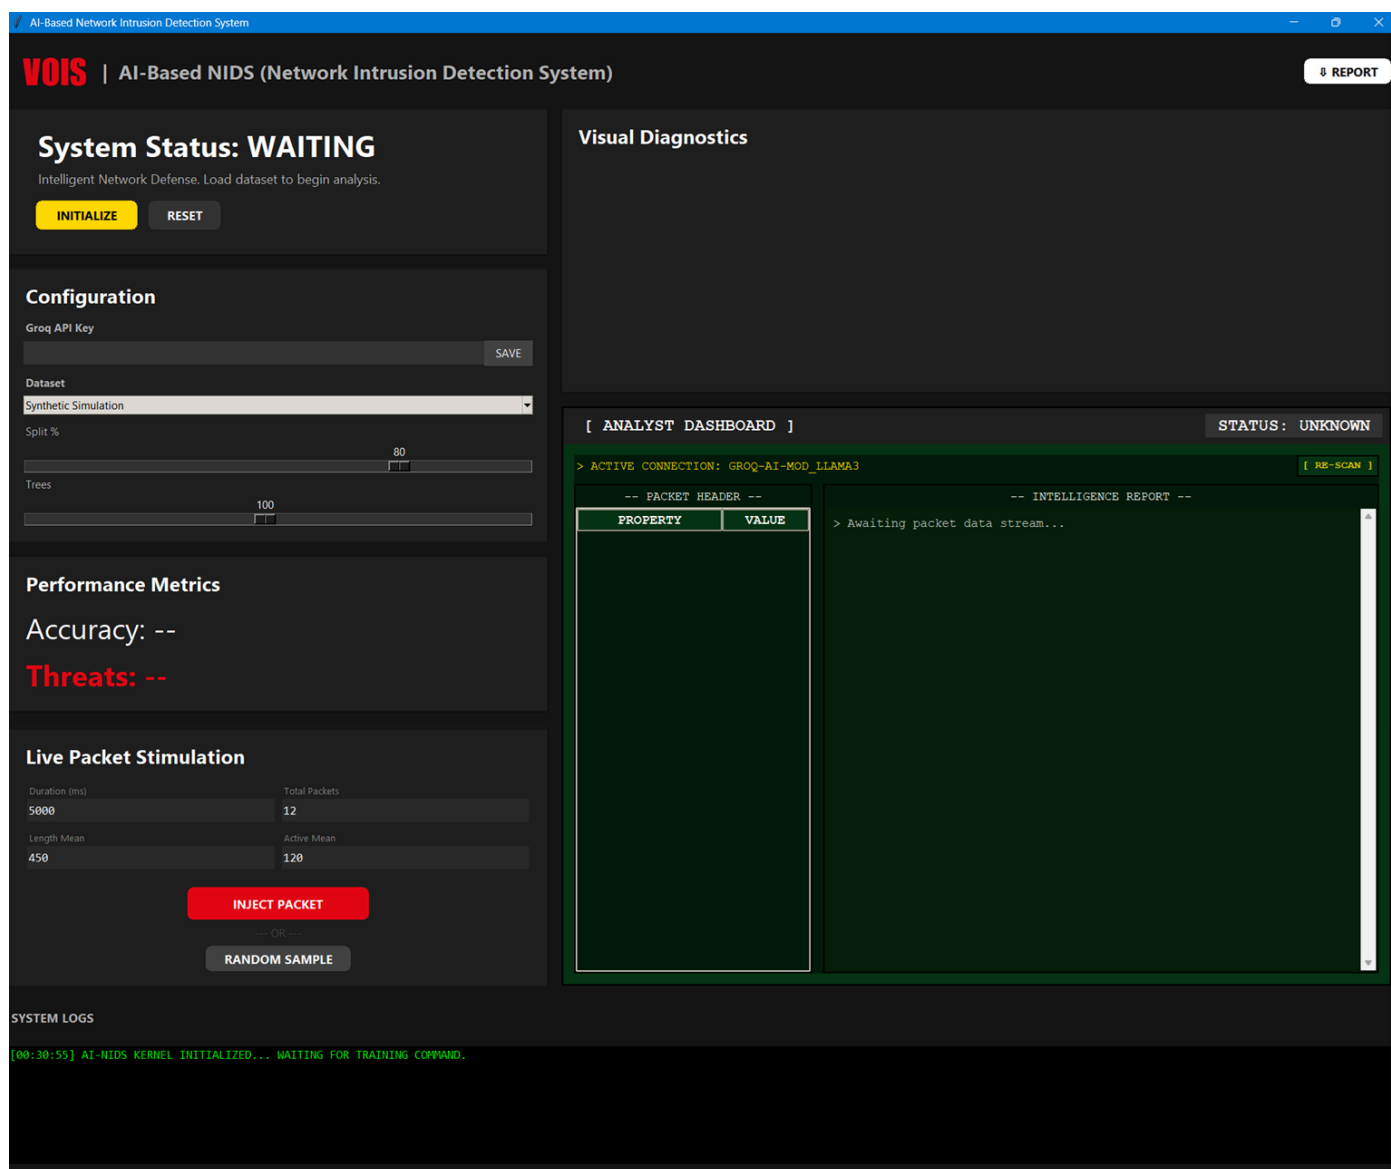 AI-Based Network Intrusion Detection System
VOIS | AI-Based NIDS (Network Intrusion Detection System)
⇩ REPORT
System Status: WAITING
Intelligent Network Defense. Load dataset to begin analysis.
INITIALIZE RESET
Configuration
Groq API Key
SAVE
Dataset
Synthetic Simulation
Split %
80
Trees
100
Performance Metrics
Accuracy: --
Threats: --
Live Packet Stimulation
Duration (ms) Total Packets
5000 12
Length Mean Active Mean
450 120
INJECT PACKET
--- OR ---
RANDOM SAMPLE
Visual Diagnostics
[ ANALYST DASHBOARD ] STATUS: UNKNOWN
> ACTIVE CONNECTION: GROQ-AI-MOD_LLAMA3 [ RE-SCAN ]
-- PACKET HEADER -- -- INTELLIGENCE REPORT --
PROPERTY VALUE
> Awaiting packet data stream...
SYSTEM LOGS
[00:30:55] AI-NIDS KERNEL INITIALIZED... WAITING FOR TRAINING COMMAND.